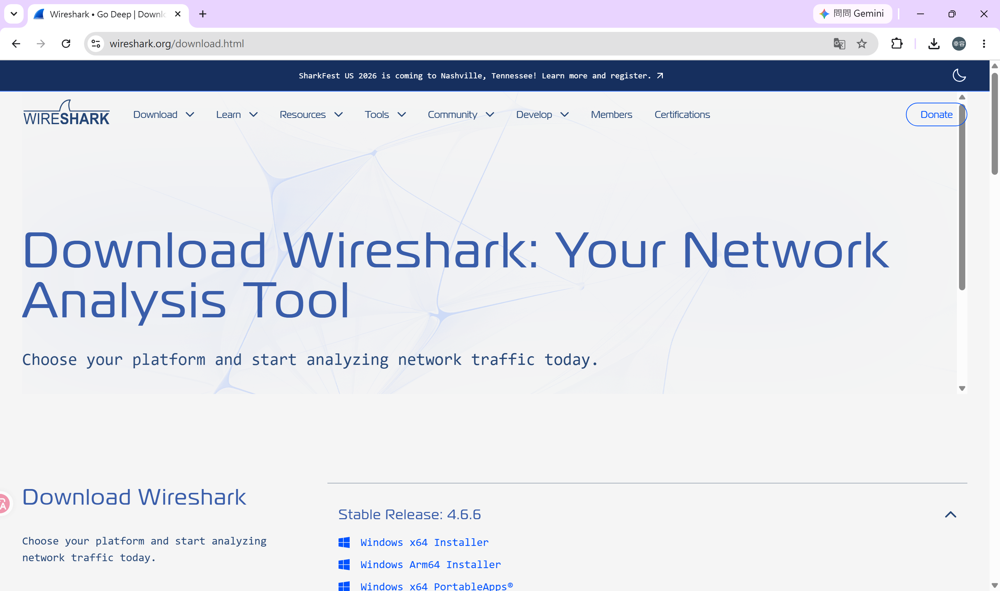 Wireshark • Go Deep | Downlo
問問 Gemini
wireshark.org/download.html
幸容
SharkFest US 2026 is coming to Nashville, Tennessee! Learn more and register.
WIRESHARK
Download
Learn
Resources
Tools
Community
Develop
Members
Certifications
Donate
Download Wireshark: Your Network
Analysis Tool
Choose your platform and start analyzing network traffic today.
Download Wireshark
Choose your platform and start analyzing
network traffic today.
Stable Release: 4.6.6
Windows x64 Installer
Windows Arm64 Installer
Windows x64 PortableApps®